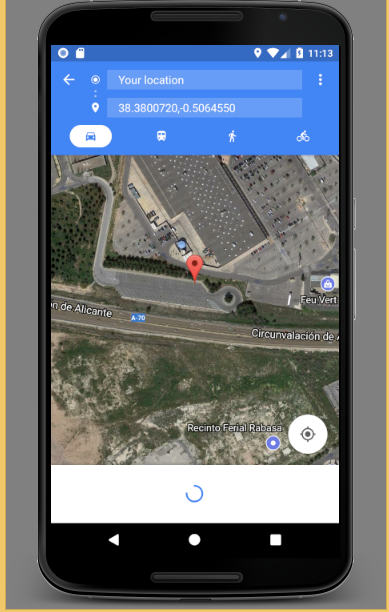 11:13
Your location
38.3800720,-0.5064550
Feu Vert
n de Alicante
A-70
Circunvalación de A
Recinto Ferial Rabasa